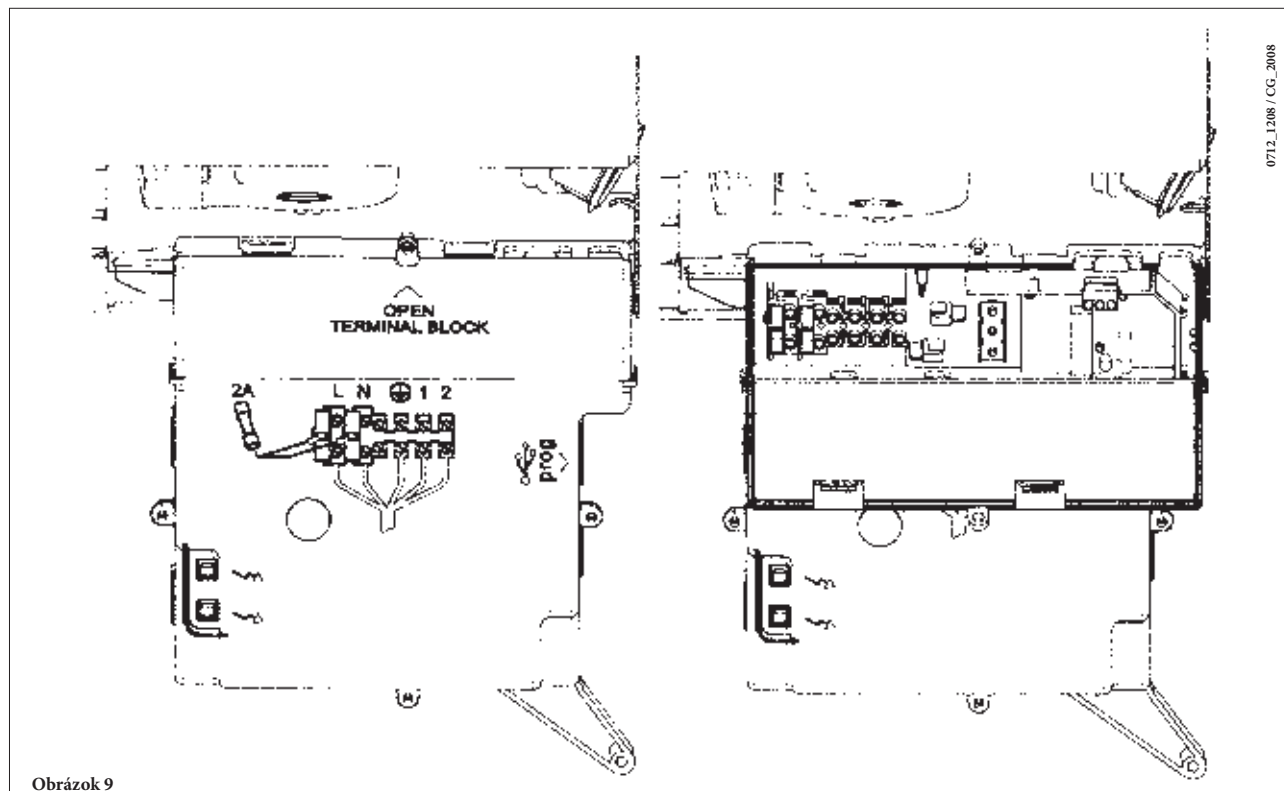 0712_1208 / CG_2008
OPEN
TERMINAL BLOCK
2A
L N 1 2
prog
Obrázok 9